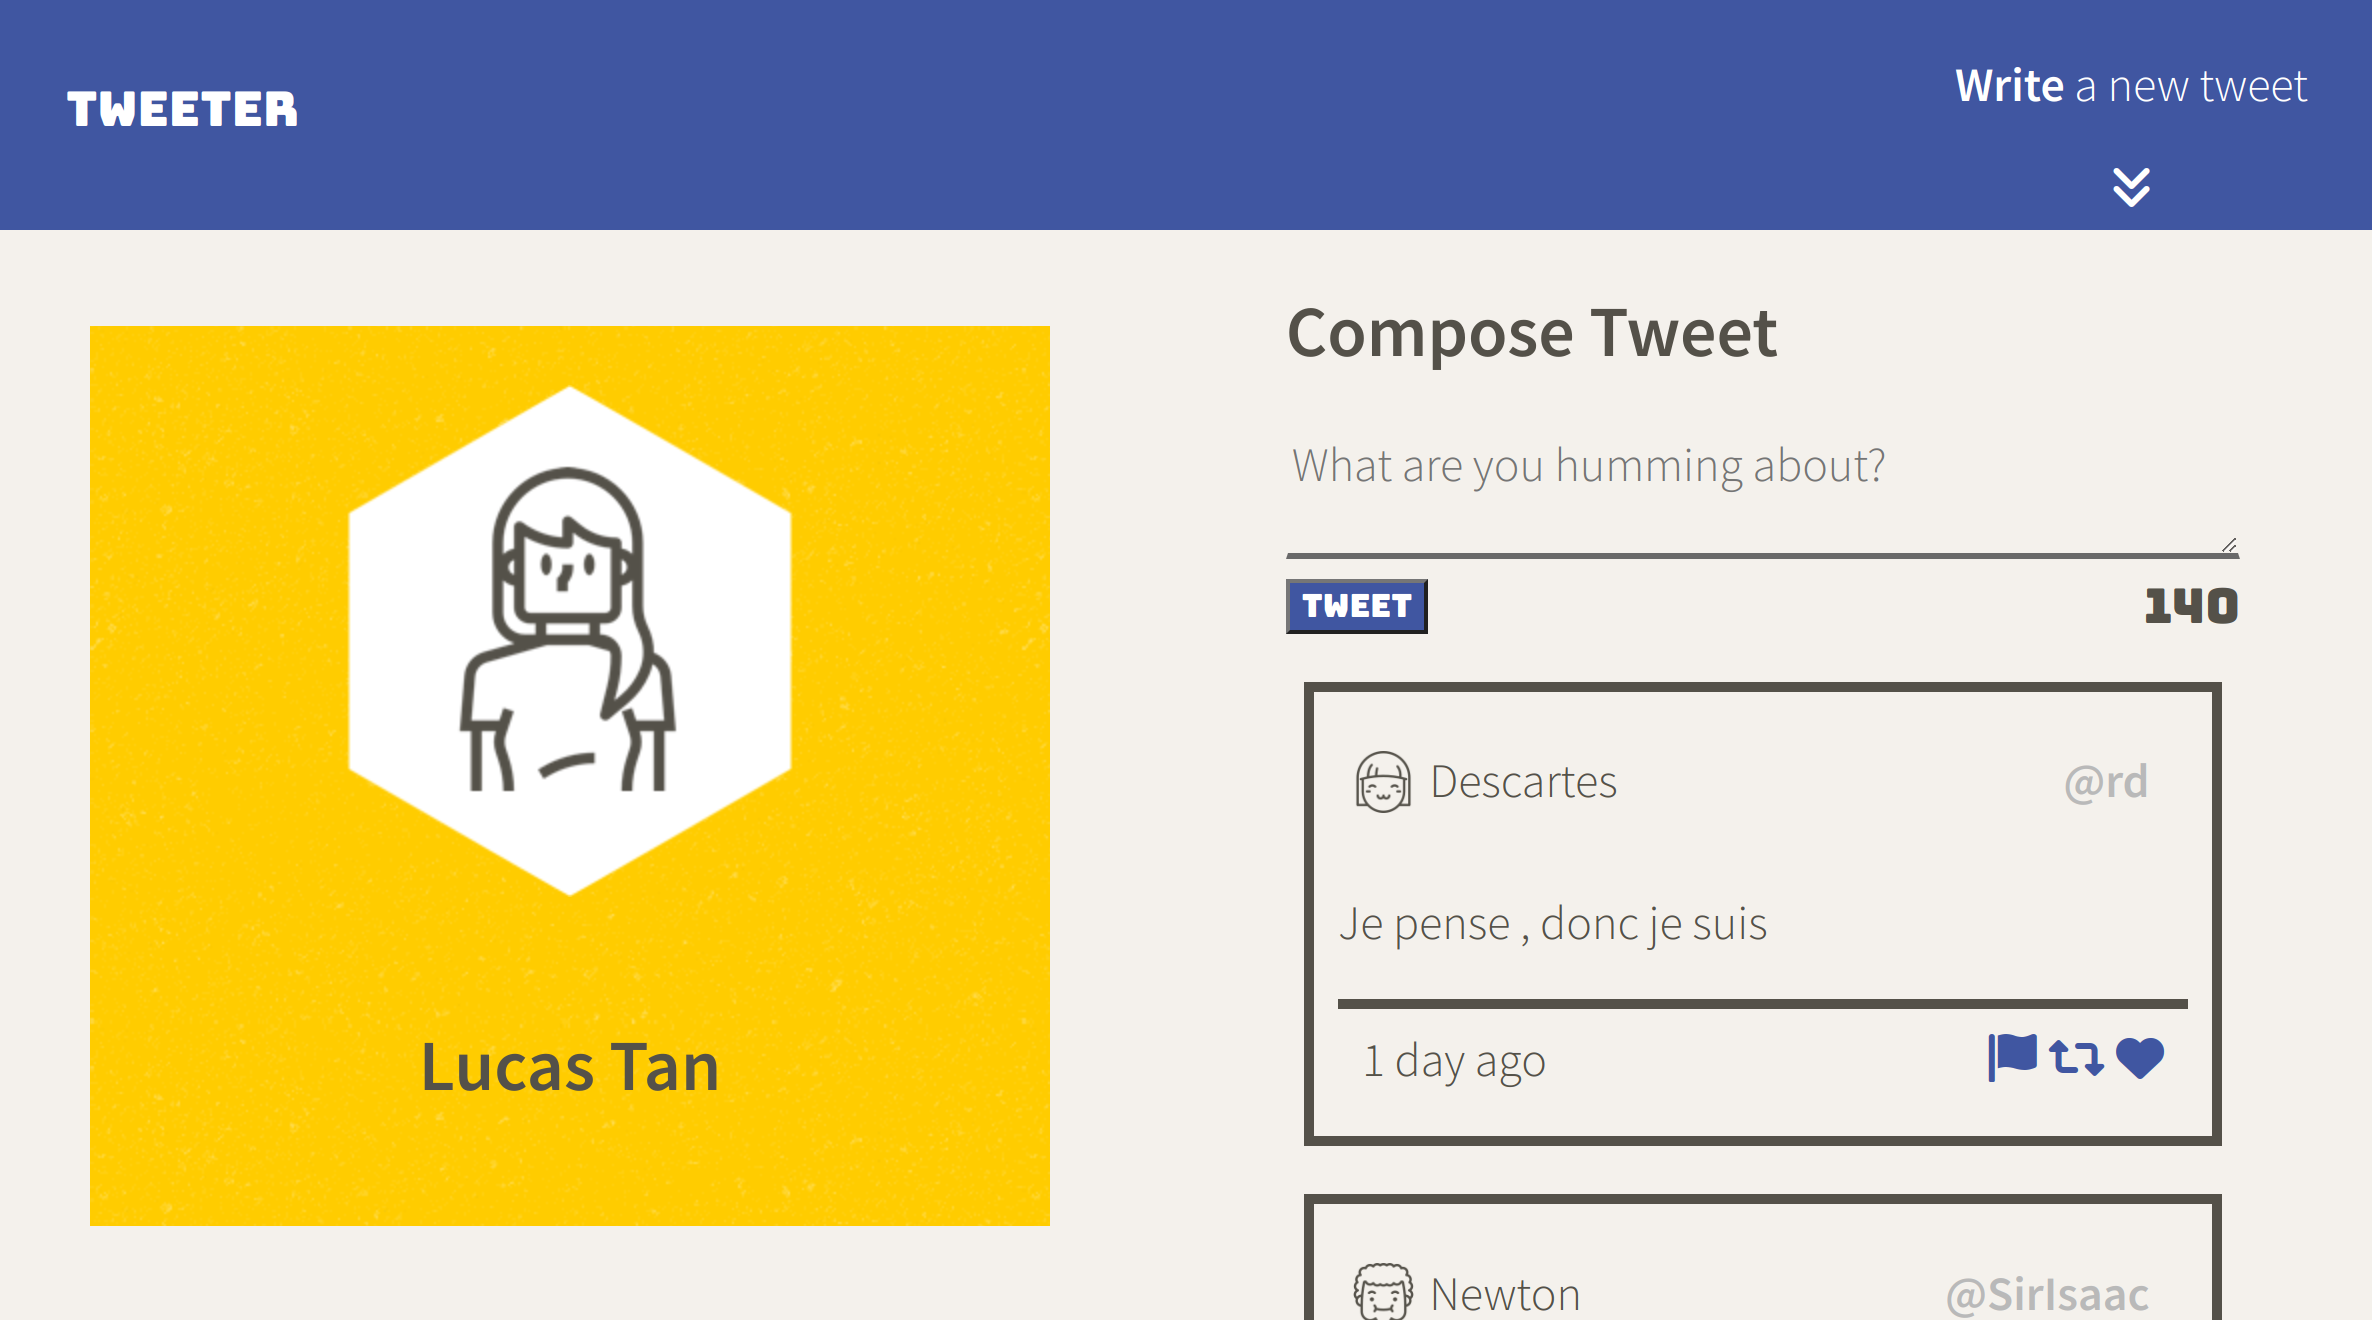 TWEETER
Write a new tweet
Lucas Tan
Compose Tweet
What are you humming about?
TWEET
140
Descartes
@rd
Je pense , donc je suis
1 day ago
Newton
@SirIsaac